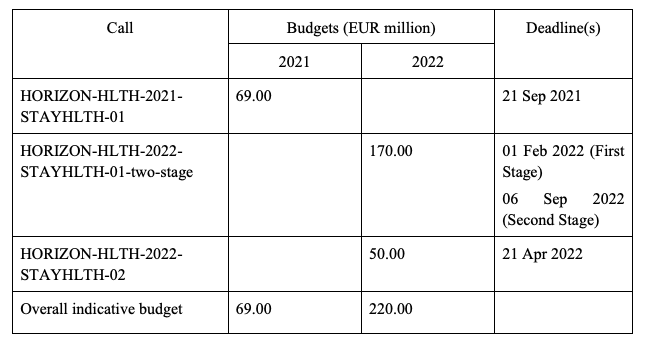 Call Budgets (EUR million) Deadline(s)
2021 2022
HORIZON-HLTH-2021-
STAYHLTH-01 69.00 21 Sep 2021
HORIZON-HLTH-2022-
STAYHLTH-01-two-stage 170.00 01 Feb 2022 (First
Stage)
06 Sep 2022
(Second Stage)
HORIZON-HLTH-2022-
STAYHLTH-02 50.00 21 Apr 2022
Overall indicative budget 69.00 220.00